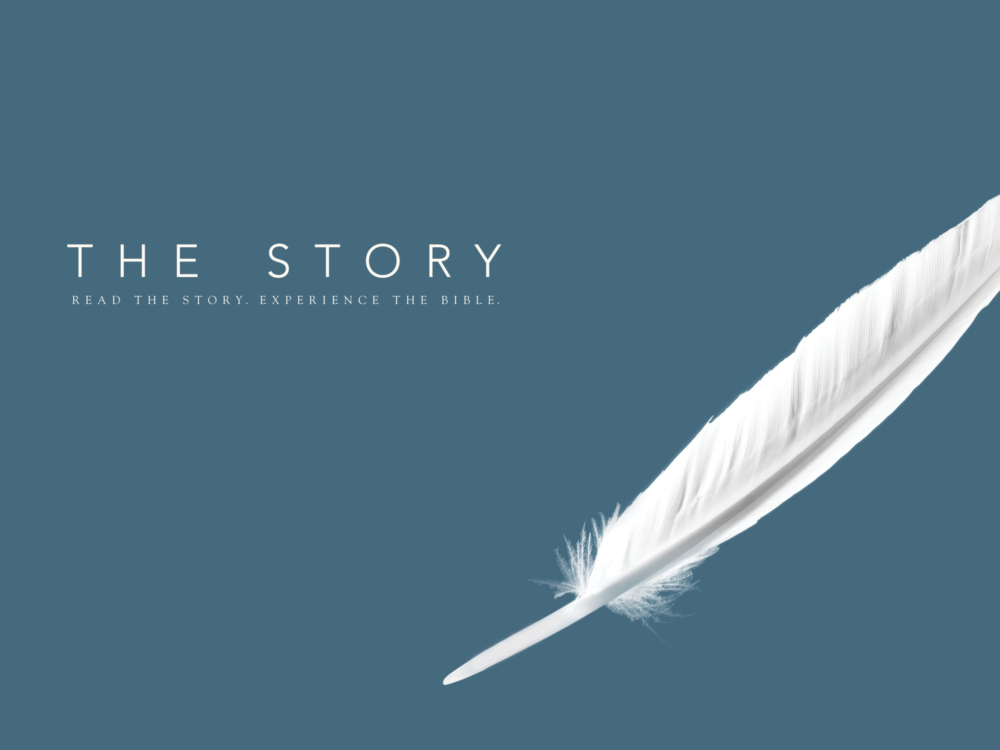 THE STORY
READ THE STORY. EXPERIENCE THE BIBLE.